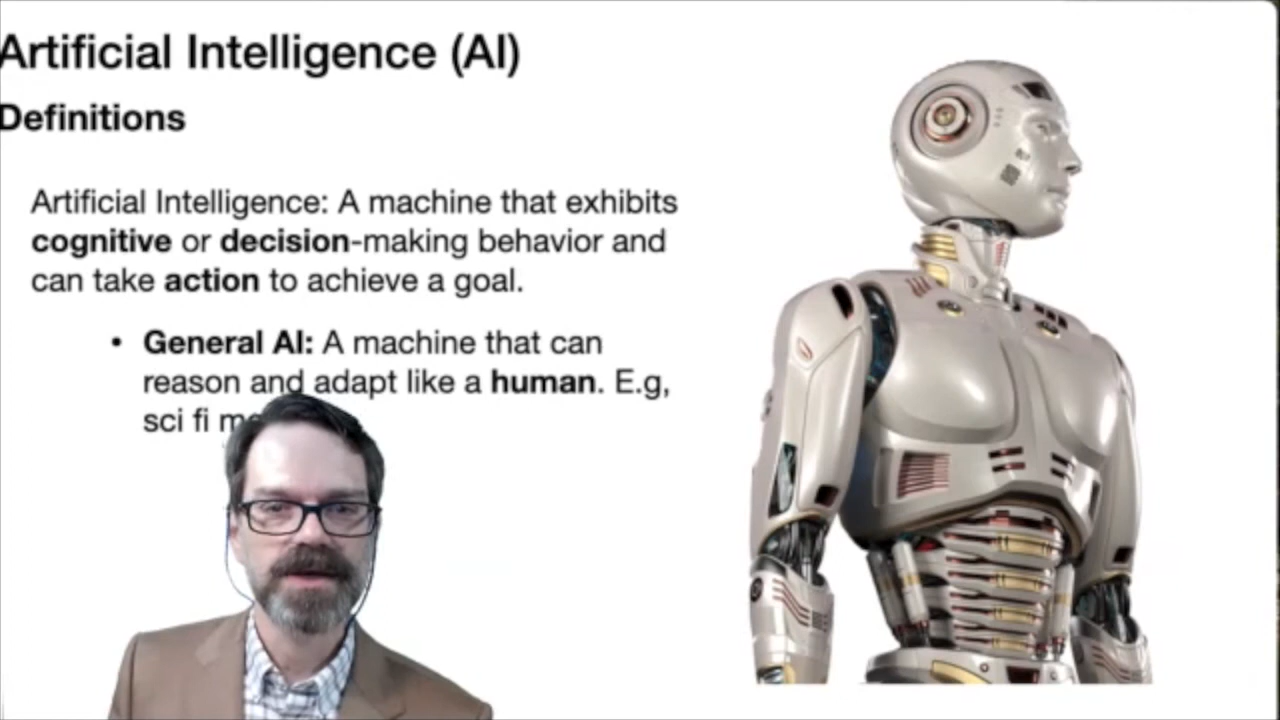 Artificial Intelligence (AI)
Definitions
Artificial Intelligence: A machine that exhibits
cognitive or decision-making behavior and
can take action to achieve a goal.
• General AI: A machine that can
reason and adapt like a human. E.g,
sci fi